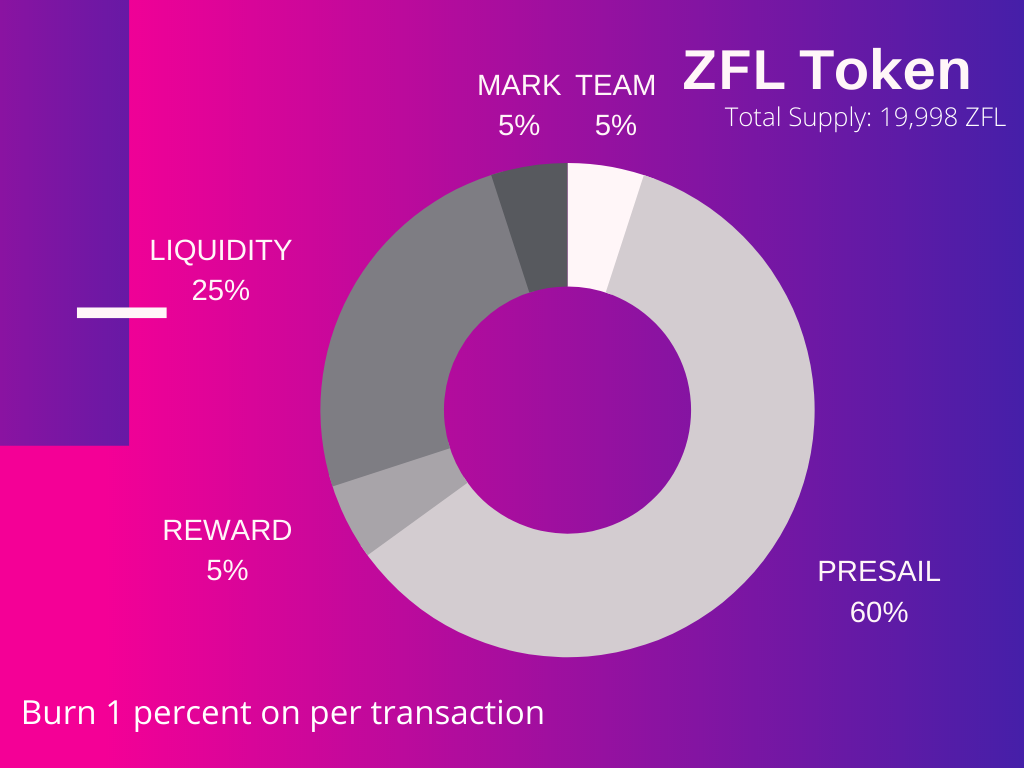 ZFL Token
Total Supply: 19,998 ZFL
MARK
5%
TEAM
5%
LIQUIDITY
25%
REWARD
5%
PRESAIL
60%
Burn 1 percent on per transaction